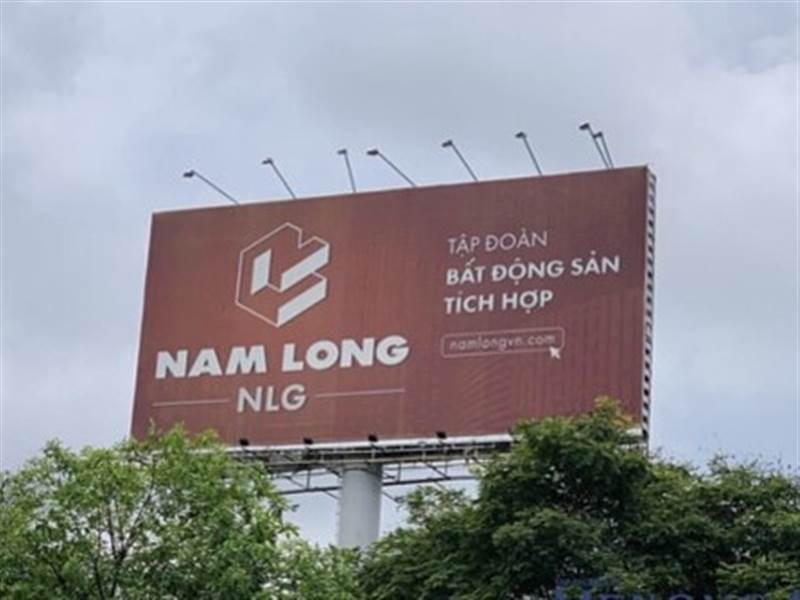 NAM LONG
NLG
TẬP ĐOÀN
BẤT ĐỘNG SẢN
TÍCH HỢP
namlongvn.com